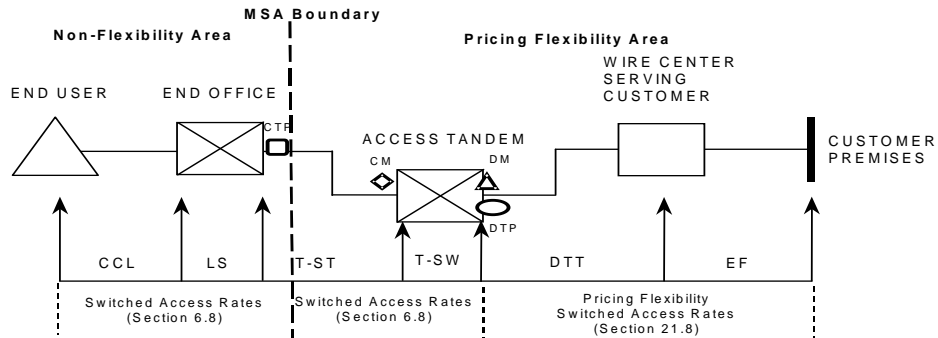 MSA Boundary
Non-Flexibility Area
Pricing Flexibility Area
WIRE CENTER
SERVING
CUSTOMER
END USER
END OFFICE
CTP
ACCESS TANDEM
CUSTOMER
PREMISES
CM
DM
DTP
CCL
LS
T-ST
T-SW
DTT
EF
Switched Access Rates
(Section 6.8)
Switched Access Rates
(Section 6.8)
Pricing Flexibility
Switched Access Rates
(Section 21.8)